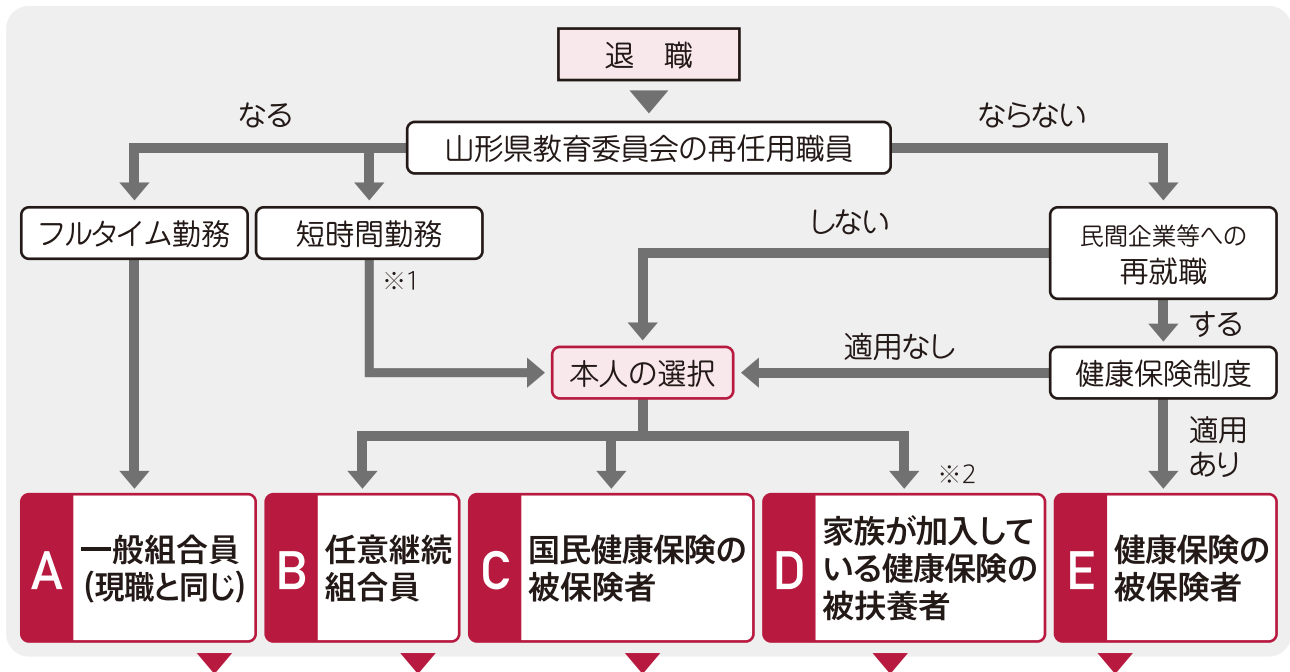 退　職
なる
ならない
山形県教育委員会の再任用職員
フルタイム勤務
短時間勤務
※1
しない
民間企業等への
再就職
する
本人の選択
適用なし
健康保険制度
適用
あり
※2
A
一般組合員
(現職と同じ)
B
任意継続
組合員
C
国民健康保険の
被保険者
D
家族が加入して
いる健康保険の
被扶養者
E
健康保険の
被保険者